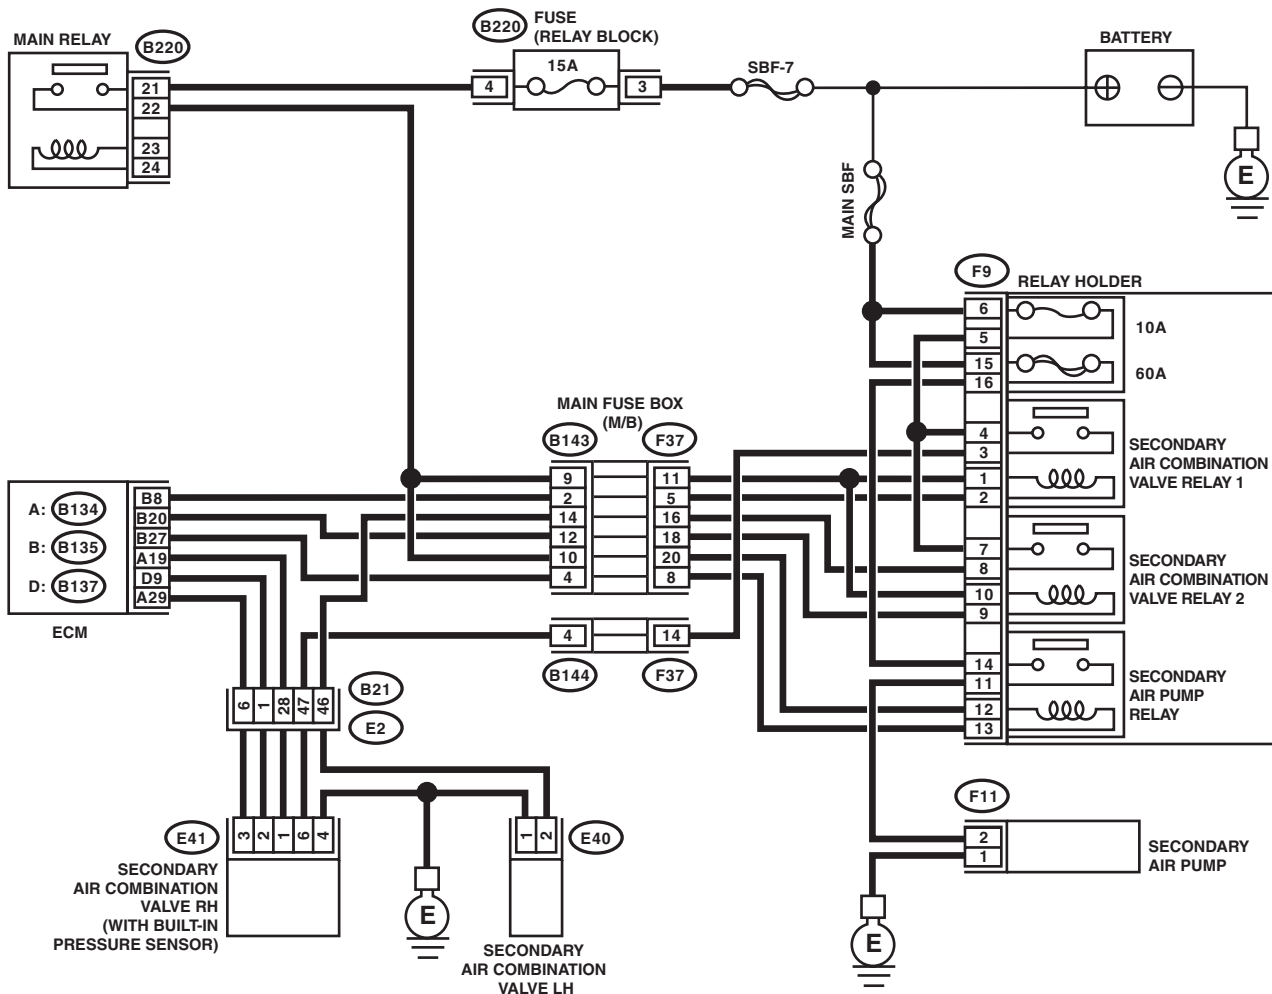 MAIN RELAY
B220
21
22
23
24
B220
FUSE
(RELAY BLOCK)
15A
4
3
SBF-7
BATTERY
E
MAIN SBF
F9
RELAY HOLDER
6
5
15
16
10A
60A
4
3
1
2
SECONDARY
AIR COMBINATION
VALVE RELAY 1
7
8
10
9
SECONDARY
AIR COMBINATION
VALVE RELAY 2
14
11
12
13
SECONDARY
AIR PUMP
RELAY
MAIN FUSE BOX
(M/B)
B143
F37
9
2
14
12
10
4
11
5
16
18
20
8
4
14
B144
F37
A: B134
B: B135
D: B137
ECM
B8
B20
B27
A19
D9
A29
6
1
28
47
46
B21
E2
E41
3
2
1
6
4
SECONDARY
AIR COMBINATION
VALVE RH
(WITH BUILT-IN
PRESSURE SENSOR)
E
1
2
E40
SECONDARY
AIR COMBINATION
VALVE LH
F11
2
1
SECONDARY
AIR PUMP
E